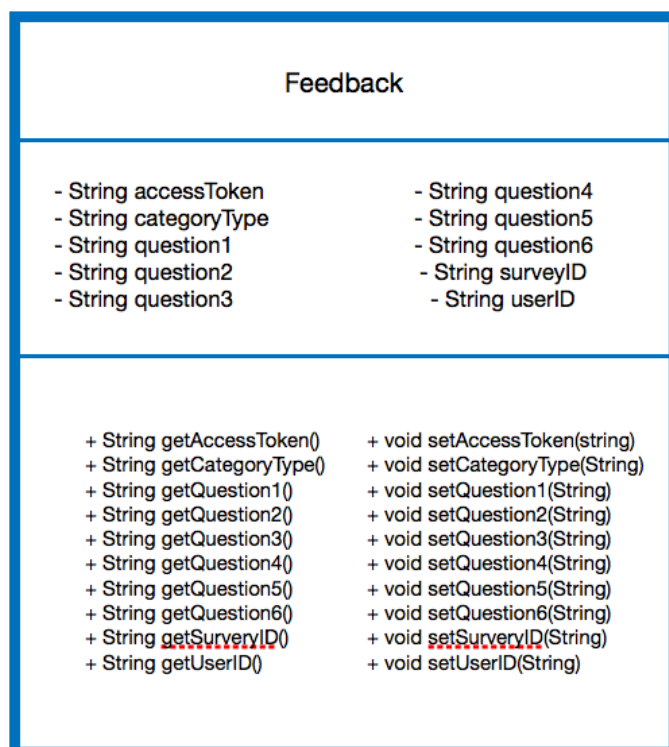 Feedback
- String accessToken
- String categoryType
- String question1
- String question2
- String question3
- String question4
- String question5
- String question6
- String surveyID
- String userID
+ String getAccessToken()
+ String getCategoryType()
+ String getQuestion1()
+ String getQuestion2()
+ String getQuestion3()
+ String getQuestion4()
+ String getQuestion5()
+ String getQuestion6()
+ String getSurveryID()
+ String getUserID()
+ void setAccessToken(string)
+ void setCategoryType(String)
+ void setQuestion1(String)
+ void setQuestion2(String)
+ void setQuestion3(String)
+ void setQuestion4(String)
+ void setQuestion5(String)
+ void setQuestion6(String)
+ void setSurveryID(String)
+ void setUserID(String)